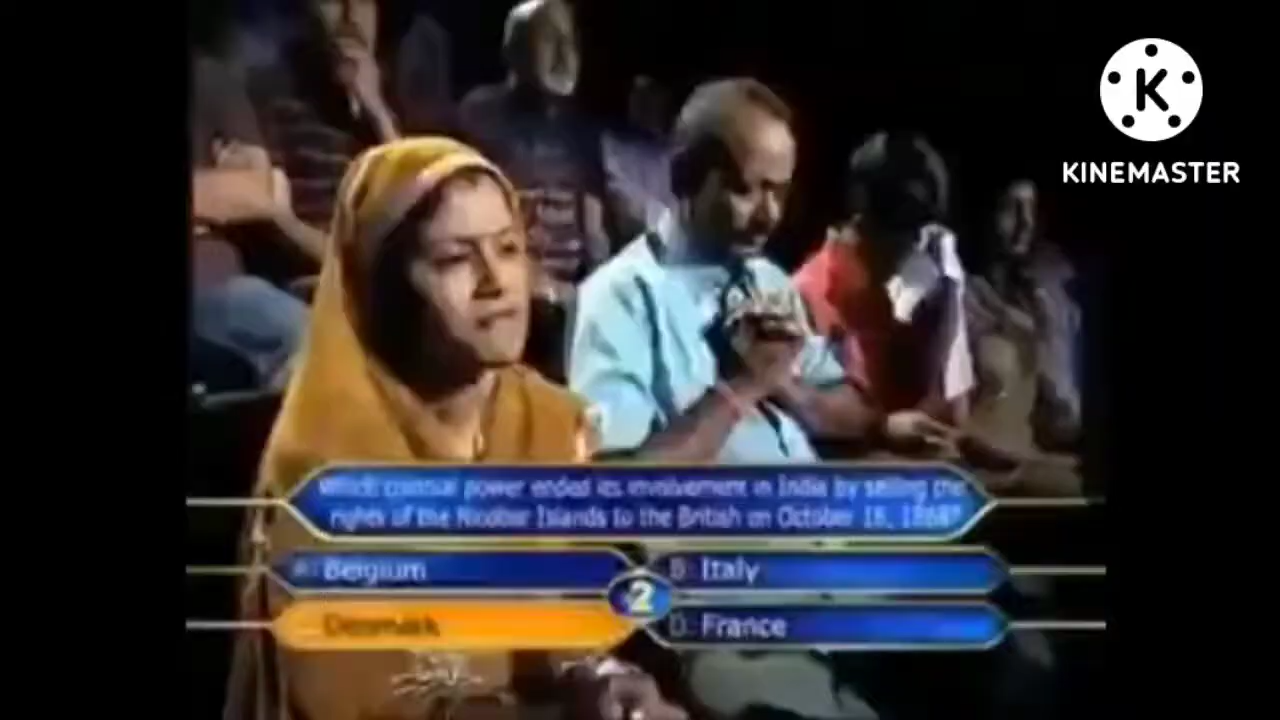 K
KINEMASTER
Which colonial power ended its involvement in India by selling the
rights of the Nicobar Islands to the British on October 16, 1868?
A: Belgium
B: Italy
2
Denmark
D: France